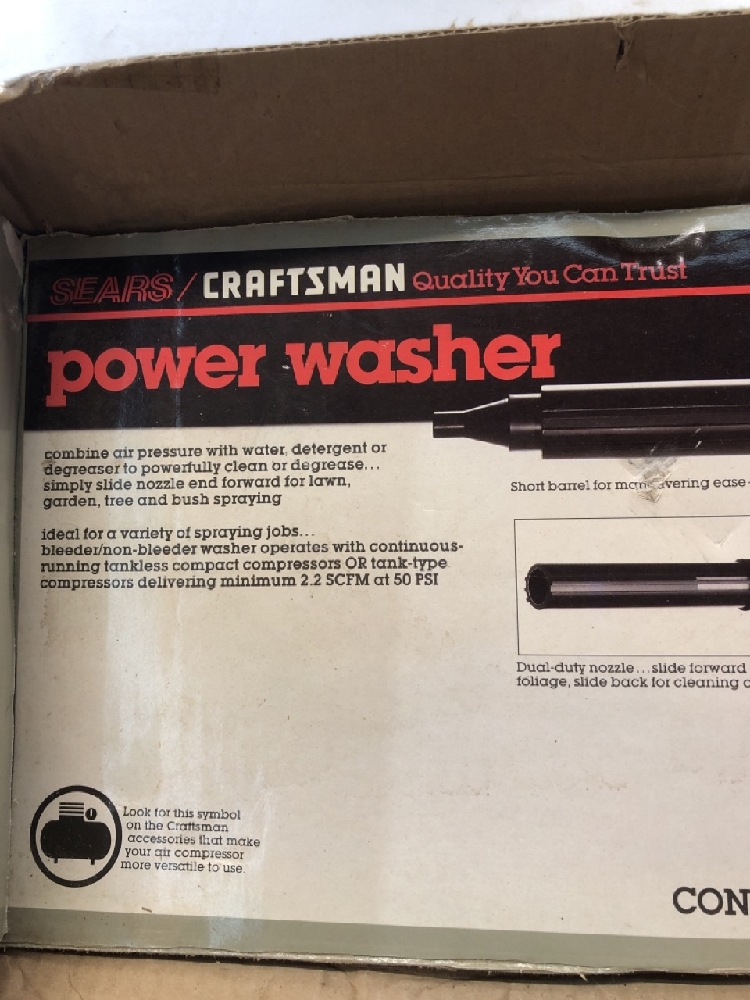 SEARS / CRAFTSMAN Quality You Can Trust
power washer
combine air pressure with water, detergent or
degreaser to powerfully clean or degrease...
simply slide nozzle end forward for lawn,
garden, tree and bush spraying
ideal for a variety of spraying jobs...
bleeder/non-bleeder washer operates with continuous-
running tankless compact compressors OR tank-type
compressors delivering minimum 2.2 SCFM at 50 PSI
Short barrel for maneuvering ease
Dual-duty nozzle...slide forward
foliage, slide back for cleaning
Look for this symbol
on the Craftsman
accessories that make
your air compressor
more versatile to use.
CON